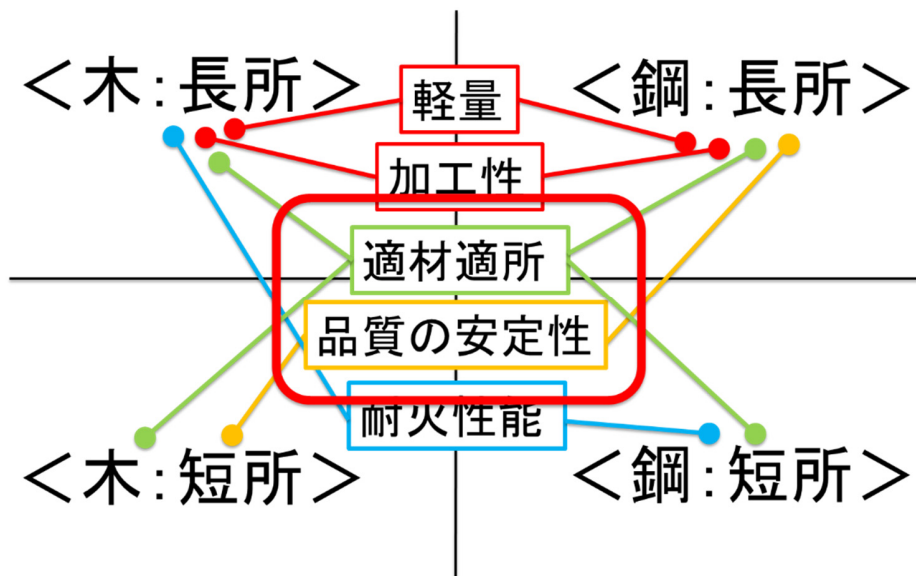 ＜木：長所＞
軽量
＜鋼：長所＞
加工性
適材適所
品質の安定性
耐火性能
＜木：短所＞
＜鋼：短所＞